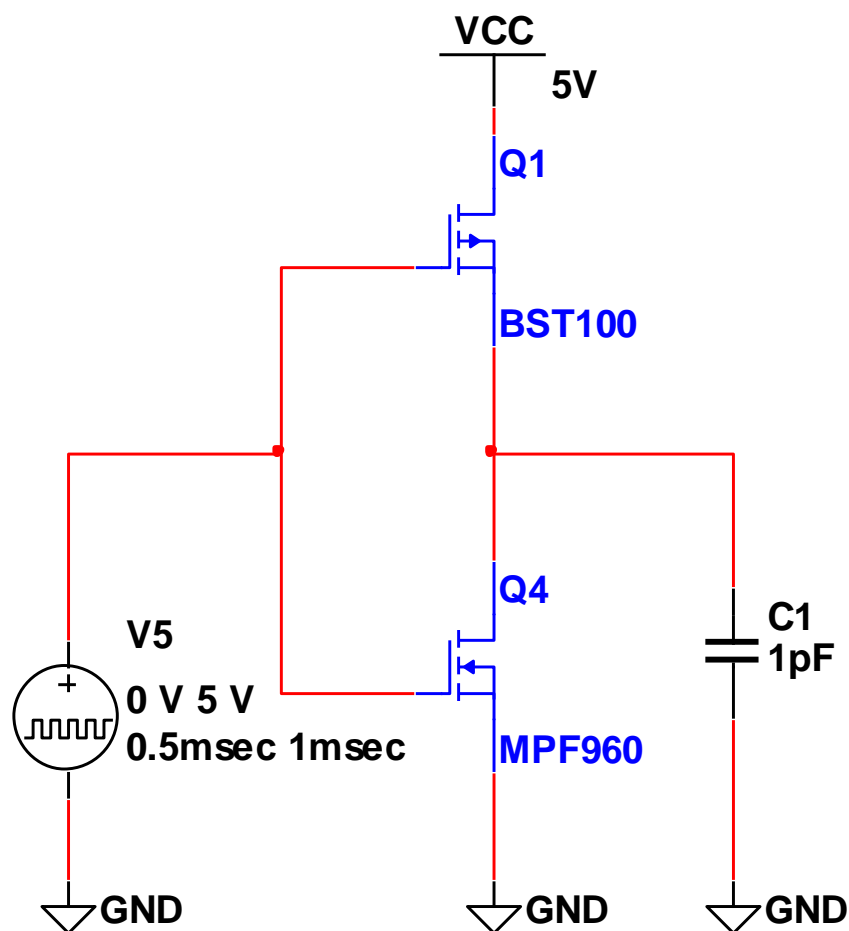 VCC
5V
Q1
BST100
Q4
V5
0 V 5 V
0.5msec 1msec
MPF960
C1
1pF
GND
GND
GND